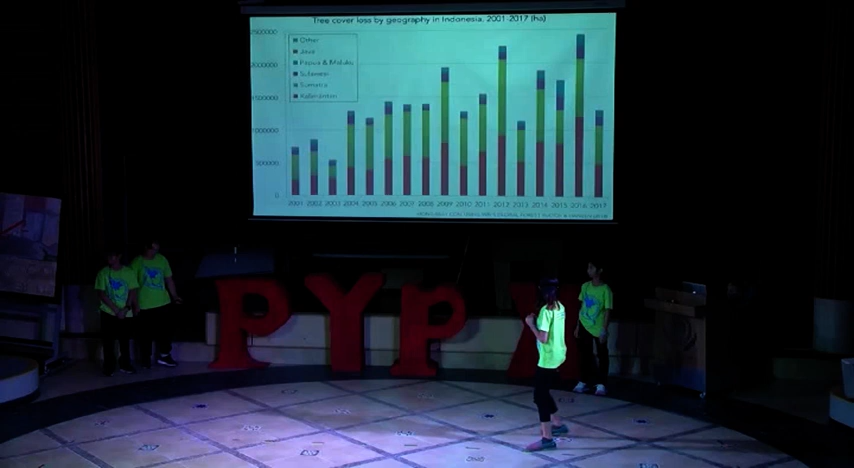 Tree cover loss by geography in Indonesia, 2001-2017 (ha)
2500000
1500000
1000000
500000
0
Other
Java
Papua & Maluku
Sulawesi
Sumatra
Kalimantan
2001 2002 2003 2004 2005 2006 2007 2008 2009 2010 2011 2012 2013 2014 2015 2016 2017
PYP X